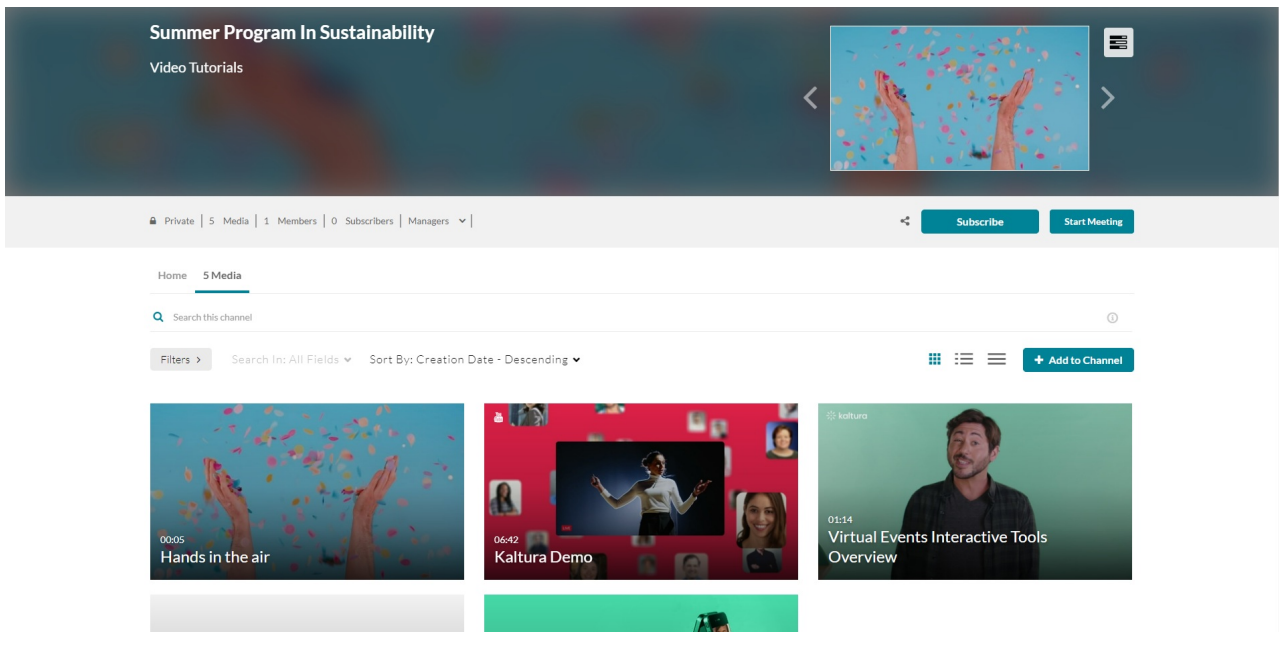 Summer Program In Sustainability
Video Tutorials
Private | 5 Media | 1 Members | 0 Subscribers | Managers |
Subscribe
Start Meeting
Home
5 Media
Search this channel
Filters
Search In: All Fields
Sort By: Creation Date - Descending
+ Add to Channel
00:05
Hands in the air
LIVE
06:42
Kaltura Demo
kaltura
01:14
Virtual Events Interactive Tools
Overview